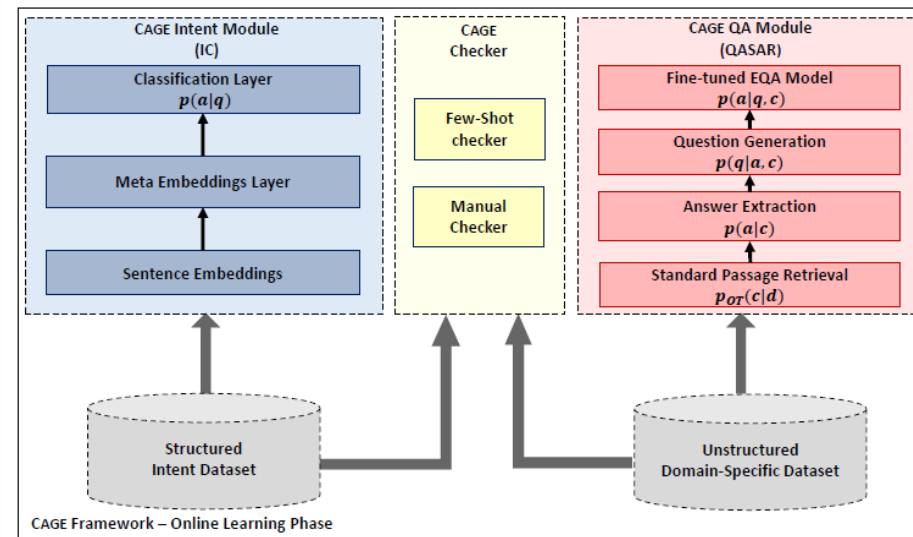 CAGE Intent Module
(IC)
Classification Layer
p(a|q)
Meta Embeddings Layer
Sentence Embeddings
CAGE
Checker
Few-Shot
checker
Manual
Checker
CAGE QA Module
(QASAR)
Fine-tuned EQA Model
p(a|q,c)
Question Generation
p(q|a,c)
Answer Extraction
p(a|c)
Standard Passage Retrieval
p_OT(c|d)
Structured
Intent Dataset
Unstructured
Domain-Specific Dataset
CAGE Framework – Online Learning Phase